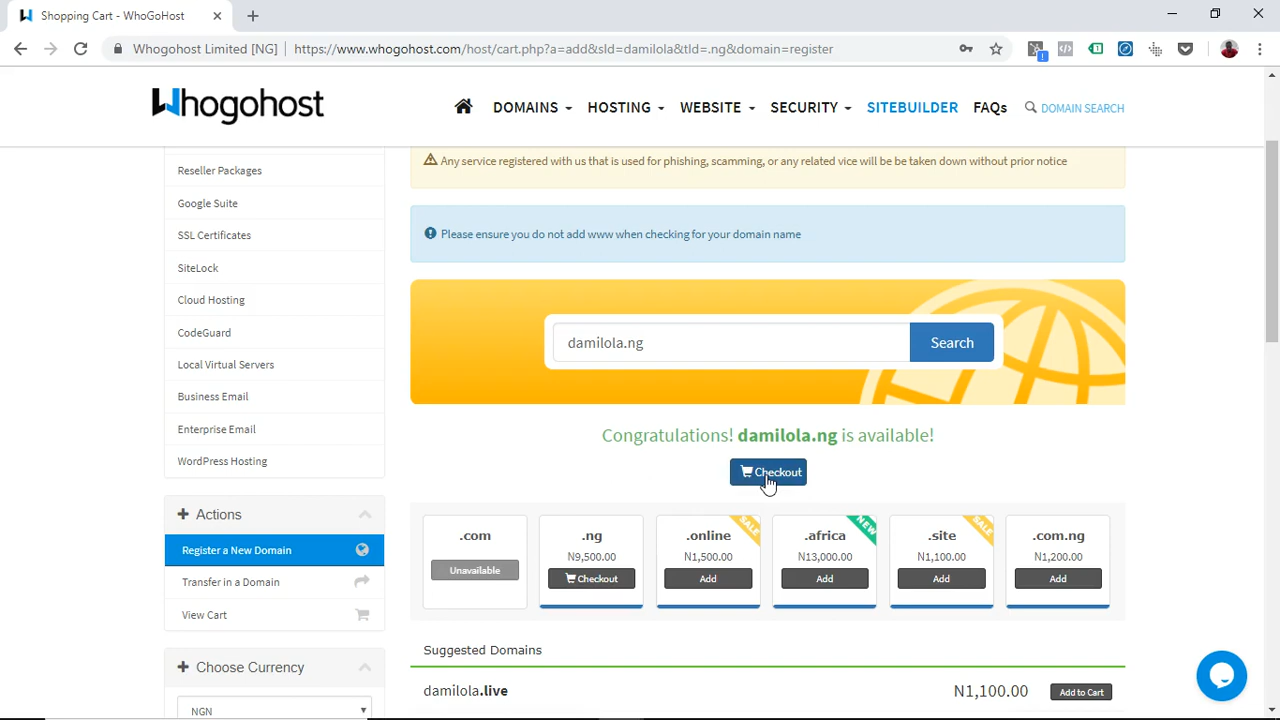 Shopping Cart - WhoGoHost
Whogohost Limited [NG] | https://www.whogohost.com/host/cart.php?a=add&sld=damilola&tld=.ng&domain=register
Whogohost
DOMAINS HOSTING WEBSITE SECURITY SITEBUILDER FAQs DOMAIN SEARCH
Any service registered with us that is used for phishing, scamming, or any related vice will be be taken down without prior notice
Reseller Packages
Google Suite
SSL Certificates
SiteLock
Cloud Hosting
CodeGuard
Local Virtual Servers
Business Email
Enterprise Email
WordPress Hosting
Actions
Register a New Domain
Transfer in a Domain
View Cart
Choose Currency
NGN
Please ensure you do not add www when checking for your domain name
damilola.ng Search
Congratulations! damilola.ng is available!
Checkout
.com .ng .online .africa .site .com.ng
SALE NEW SALE
N9,500.00 N1,500.00 N13,000.00 N1,100.00 N1,200.00
Unavailable Checkout Add Add Add Add
Suggested Domains
damilola.live N1,100.00 Add to Cart